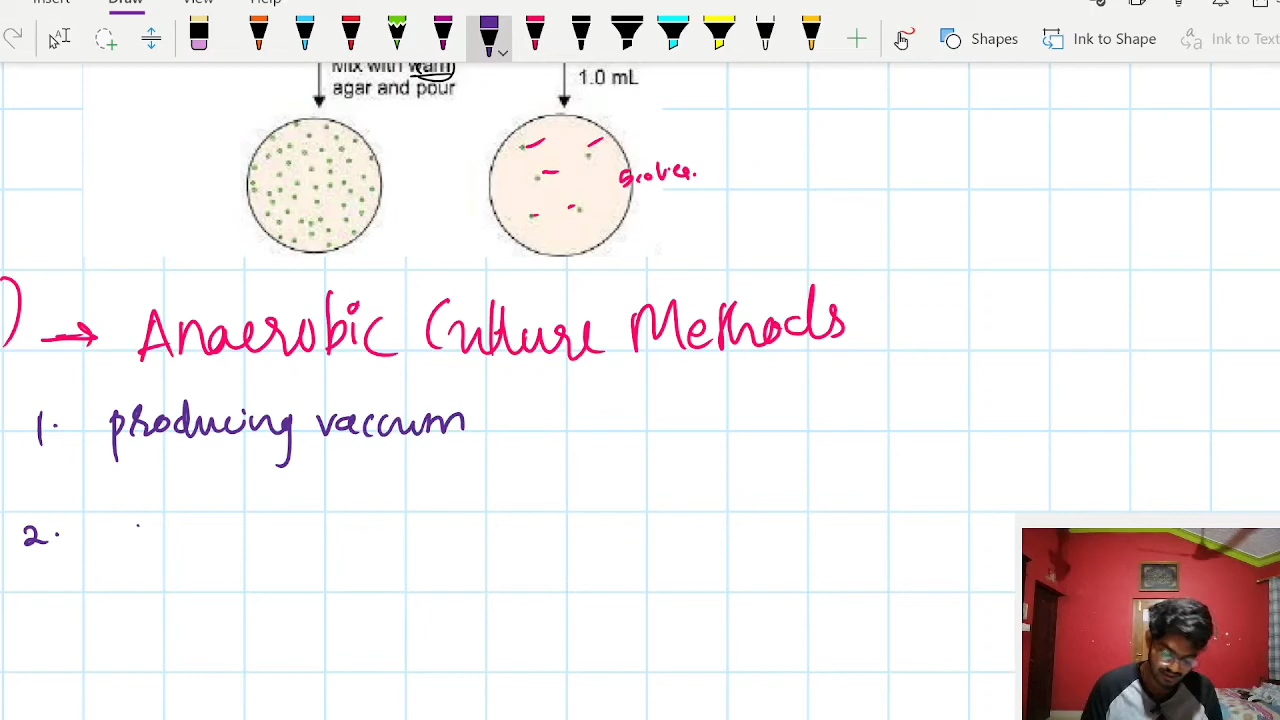 Insert Draw View Help
Shapes Ink to Shape Ink to Text
Mix with warm
agar and pour
1.0 mL
→ Anaerobic Culture Methods
1. producing vaccum
2.